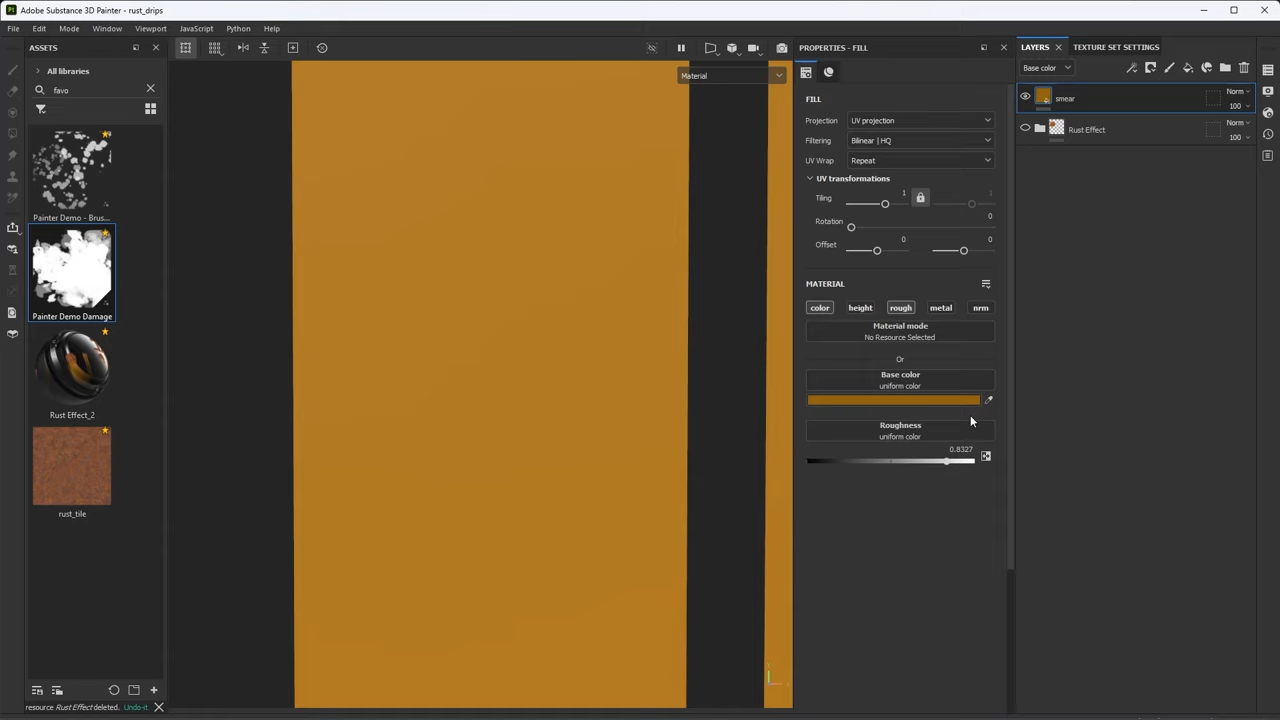 Adobe Substance 3D Painter - rust_drips
File Edit Mode Window Viewport JavaScript Python Help
ASSETS
All libraries
favo
Painter Demo - Brus...
Painter Demo Damage
Rust Effect_2
rust_tile
resource Rust Effect deleted. Undo-it
Material
PROPERTIES - FILL
FILL
Projection UV projection
Filtering Bilinear | HQ
UV Wrap Repeat
UV transformations
Tiling 1 1
Rotation 0
Offset 0 0
MATERIAL
color height rough metal nrm
Material mode
No Resource Selected
Or
Base color
uniform color
Roughness
uniform color
0.8327
LAYERS TEXTURE SET SETTINGS
Base color
smear Norm
100
Rust Effect Norm
100